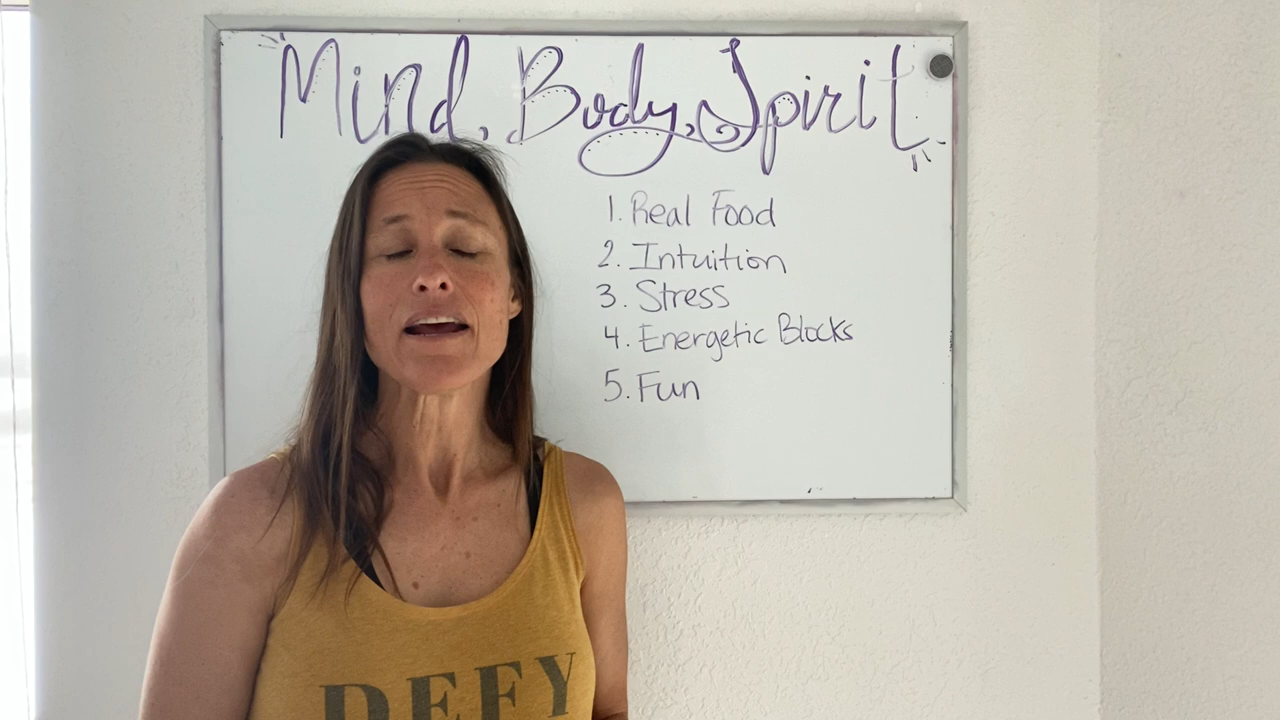 Mind, Body, Spirit
1. Real Food
2. Intuition
3. Stress
4. Energetic Blocks
5. Fun
DEFY